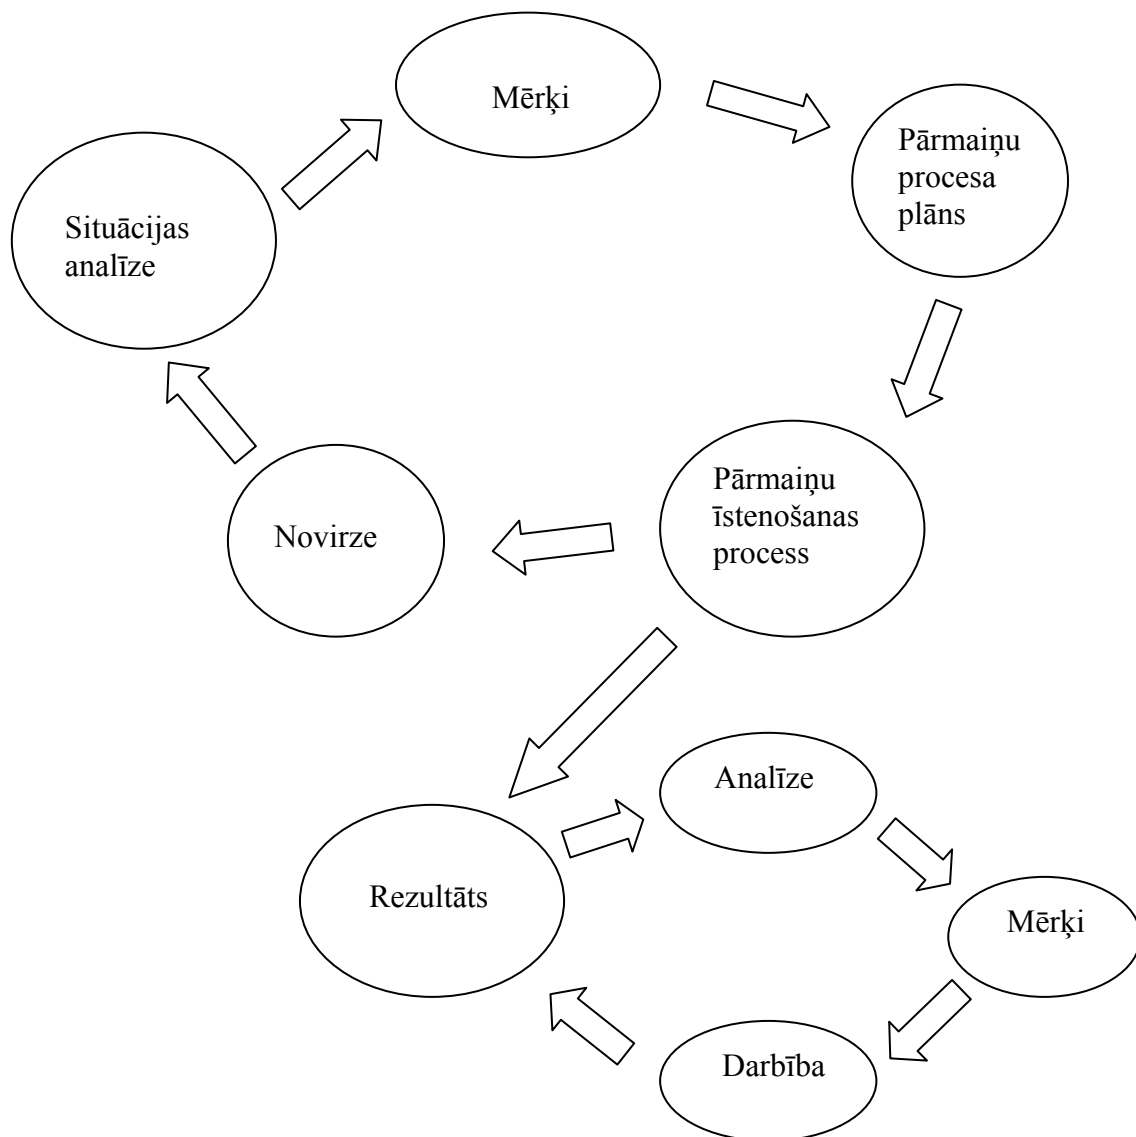 Mērķi
Pārmaiņu
procesa
plāns
Situācijas
analīze
Pārmaiņu
īstenošanas
process
Novirze
Analīze
Rezultāts
Mērķi
Darbība